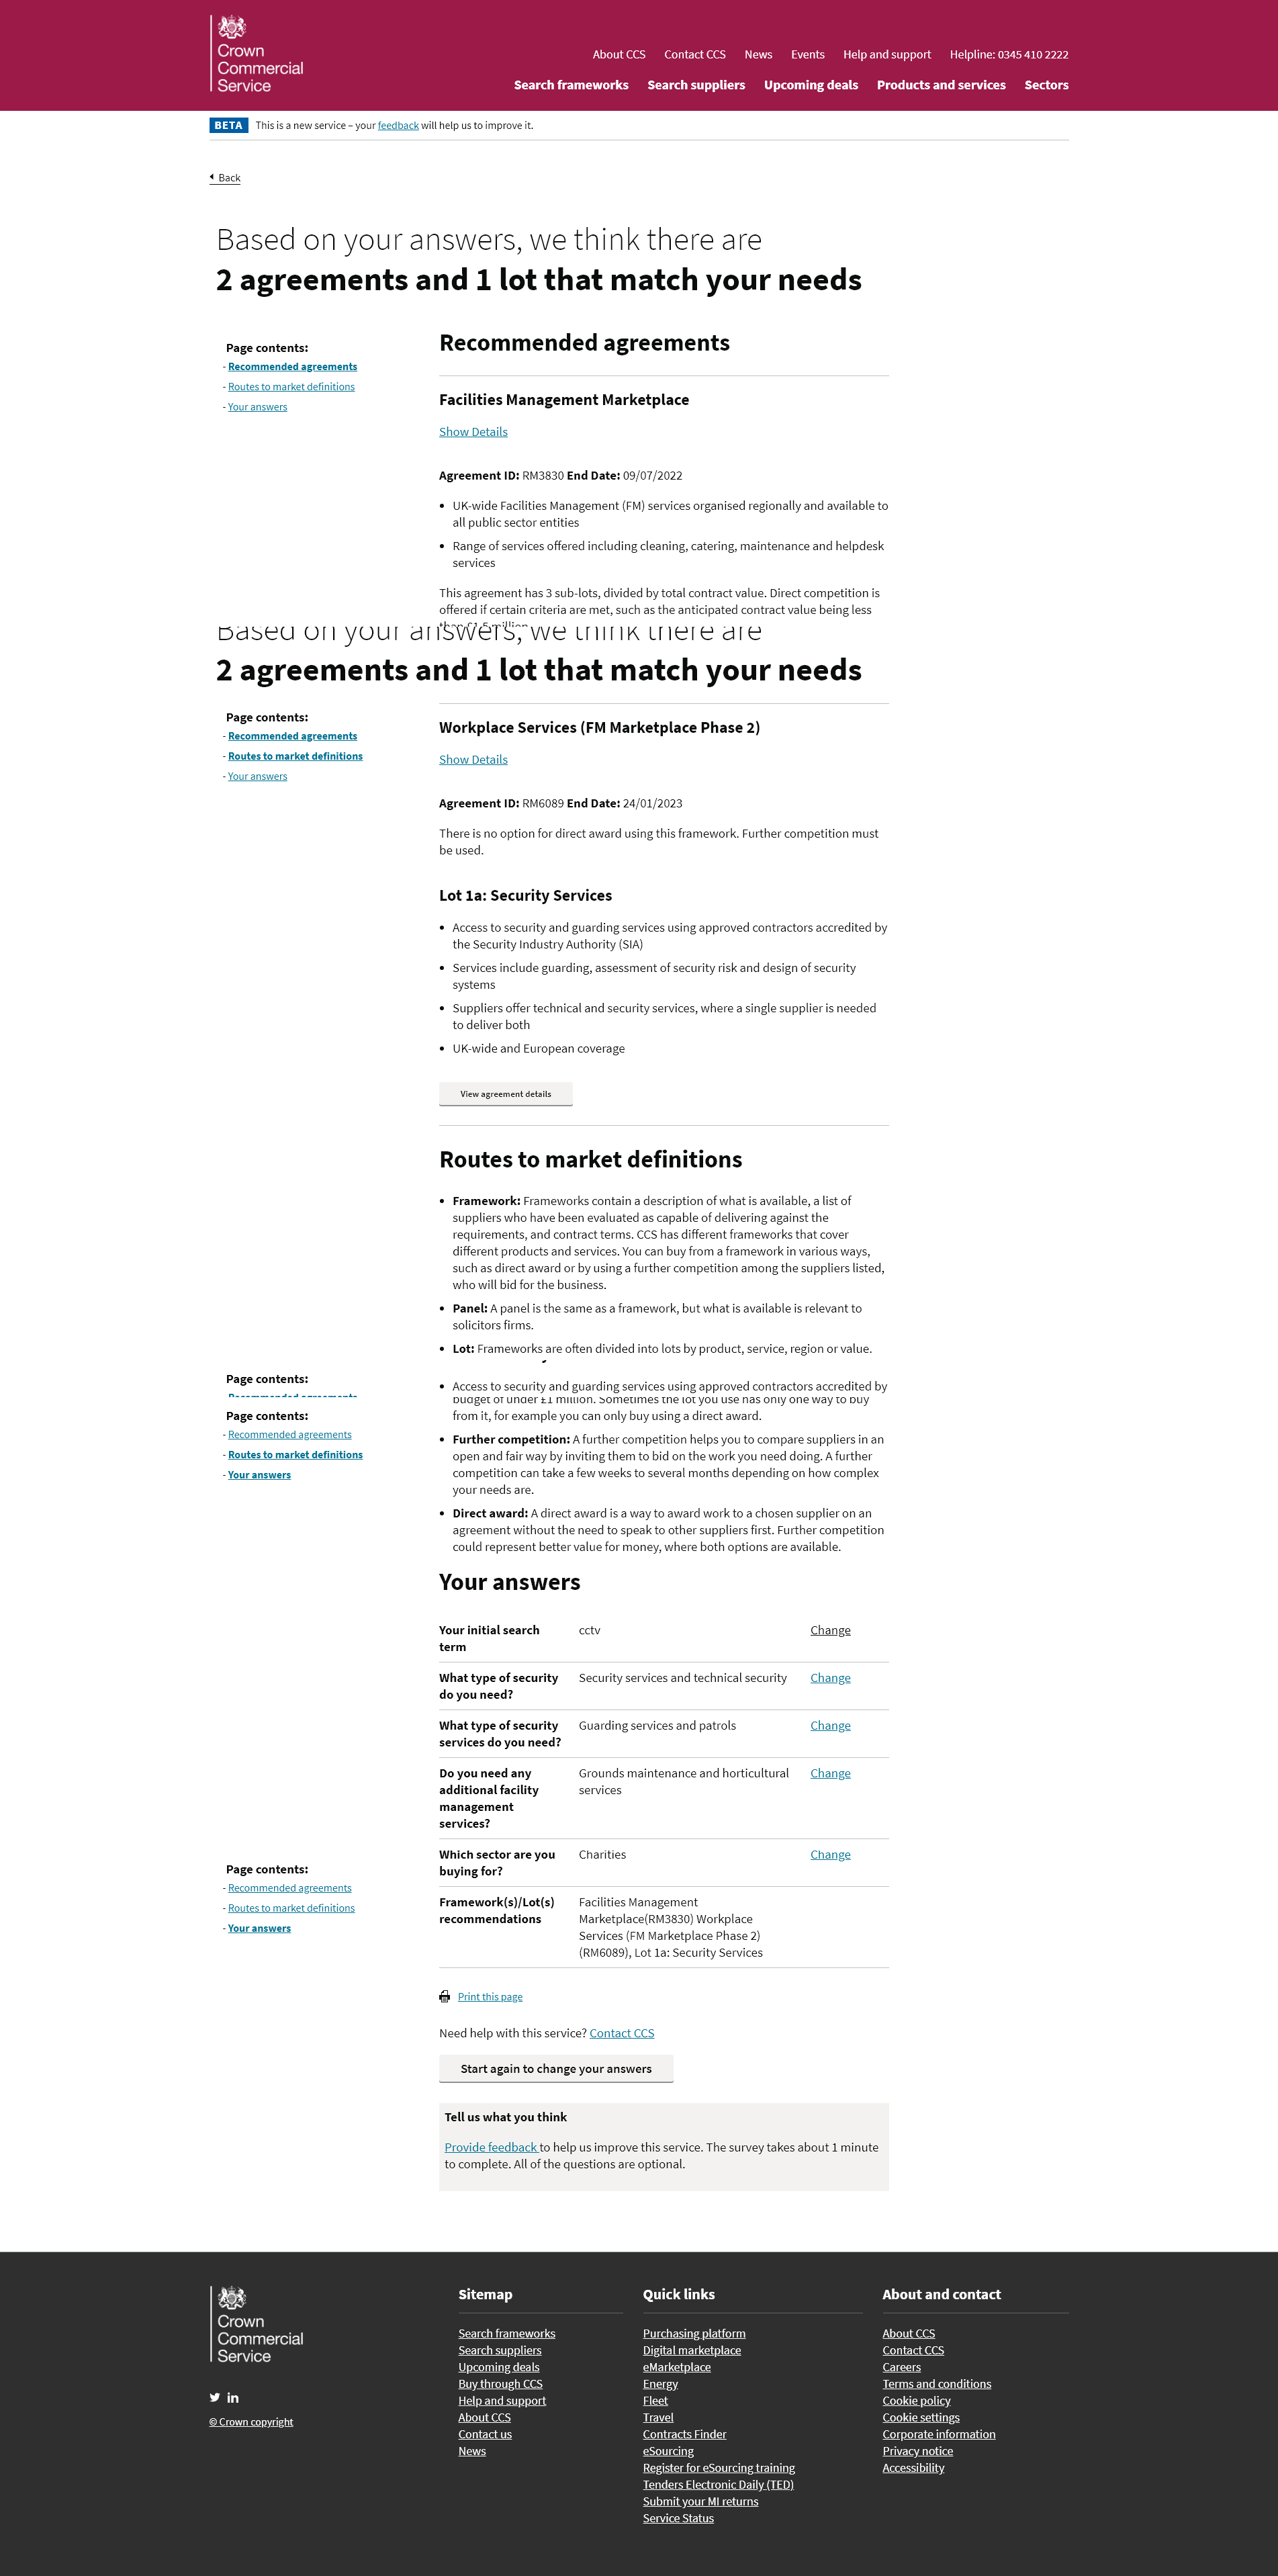 Crown
Commercial
Service
About CCS Contact CCS News Events Help and support Helpline: 0345 410 2222
Search frameworks Search suppliers Upcoming deals Products and services Sectors
BETA This is a new service – your feedback will help us to improve it.
Back
Based on your answers, we think there are
2 agreements and 1 lot that match your needs
Page contents:
- Recommended agreements
- Routes to market definitions
- Your answers
Recommended agreements
Facilities Management Marketplace
Show Details
Agreement ID: RM3830 End Date: 09/07/2022
• UK-wide Facilities Management (FM) services organised regionally and available to
all public sector entities
• Range of services offered including cleaning, catering, maintenance and helpdesk
services
This agreement has 3 sub-lots, divided by total contract value. Direct competition is
offered if certain criteria are met, such as the anticipated contract value being less
than £1.5 million
Based on your answers, we think there are
2 agreements and 1 lot that match your needs
Page contents:
- Recommended agreements
- Routes to market definitions
- Your answers
Workplace Services (FM Marketplace Phase 2)
Show Details
Agreement ID: RM6089 End Date: 24/01/2023
There is no option for direct award using this framework. Further competition must
be used.
Lot 1a: Security Services
• Access to security and guarding services using approved contractors accredited by
the Security Industry Authority (SIA)
• Services include guarding, assessment of security risk and design of security
systems
• Suppliers offer technical and security services, where a single supplier is needed
to deliver both
• UK-wide and European coverage
View agreement details
Routes to market definitions
• Framework: Frameworks contain a description of what is available, a list of
suppliers who have been evaluated as capable of delivering against the
requirements, and contract terms. CCS has different frameworks that cover
different products and services. You can buy from a framework in various ways,
such as direct award or by using a further competition among the suppliers listed,
who will bid for the business.
• Panel: A panel is the same as a framework, but what is available is relevant to
solicitors firms.
• Lot: Frameworks are often divided into lots by product, service, region or value.
Page contents:
- Recommended agreements
• Access to security and guarding services using approved contractors accredited by
budget of under £1 million. Sometimes the lot you use has only one way to buy
from it, for example you can only buy using a direct award.
Page contents:
- Recommended agreements
- Routes to market definitions
- Your answers
• Further competition: A further competition helps you to compare suppliers in an
open and fair way by inviting them to bid on the work you need doing. A further
competition can take a few weeks to several months depending on how complex
your needs are.
• Direct award: A direct award is a way to award work to a chosen supplier on an
agreement without the need to speak to other suppliers first. Further competition
could represent better value for money, where both options are available.
Your answers
Your initial search
term
cctv
Change
What type of security
do you need?
Security services and technical security
Change
What type of security
services do you need?
Guarding services and patrols
Change
Do you need any
additional facility
management
services?
Grounds maintenance and horticultural
services
Change
Which sector are you
buying for?
Charities
Change
Page contents:
- Recommended agreements
- Routes to market definitions
- Your answers
Framework(s)/Lot(s)
recommendations
Facilities Management
Marketplace(RM3830) Workplace
Services (FM Marketplace Phase 2)
(RM6089), Lot 1a: Security Services
Print this page
Need help with this service? Contact CCS
Start again to change your answers
Tell us what you think
Provide feedback to help us improve this service. The survey takes about 1 minute
to complete. All of the questions are optional.
Crown
Commercial
Service
© Crown copyright
Sitemap
Search frameworks
Search suppliers
Upcoming deals
Buy through CCS
Help and support
About CCS
Contact us
News
Quick links
Purchasing platform
Digital marketplace
eMarketplace
Energy
Fleet
Travel
Contracts Finder
eSourcing
Register for eSourcing training
Tenders Electronic Daily (TED)
Submit your MI returns
Service Status
About and contact
About CCS
Contact CCS
Careers
Terms and conditions
Cookie policy
Cookie settings
Corporate information
Privacy notice
Accessibility